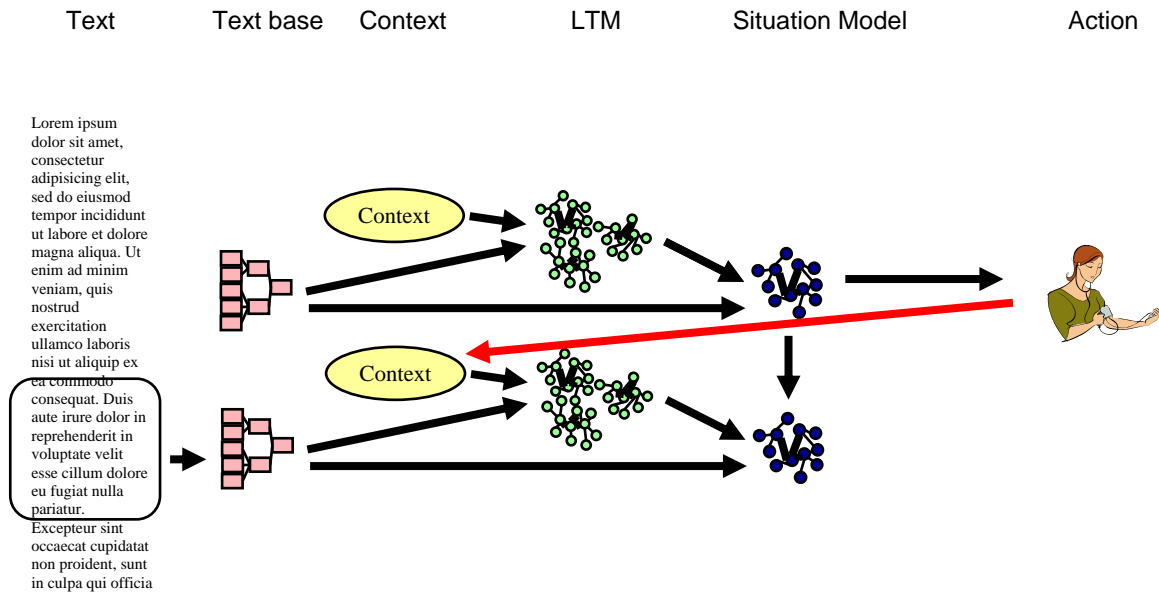 Text Text base Context LTM Situation Model Action
Lorem ipsum
dolor sit amet,
consectetur
adipisicing elit,
sed do eiusmod
tempor incididunt
ut labore et dolore
magna aliqua. Ut
enim ad minim
veniam, quis
nostrud
exercitation
ullamco laboris
nisi ut aliquip ex
ea commodo
consequat. Duis
aute irure dolor in
reprehenderit in
voluptate velit
esse cillum dolore
eu fugiat nulla
pariatur.
Excepteur sint
occaecat cupidatat
non proident, sunt
in culpa qui officia
Context
Context